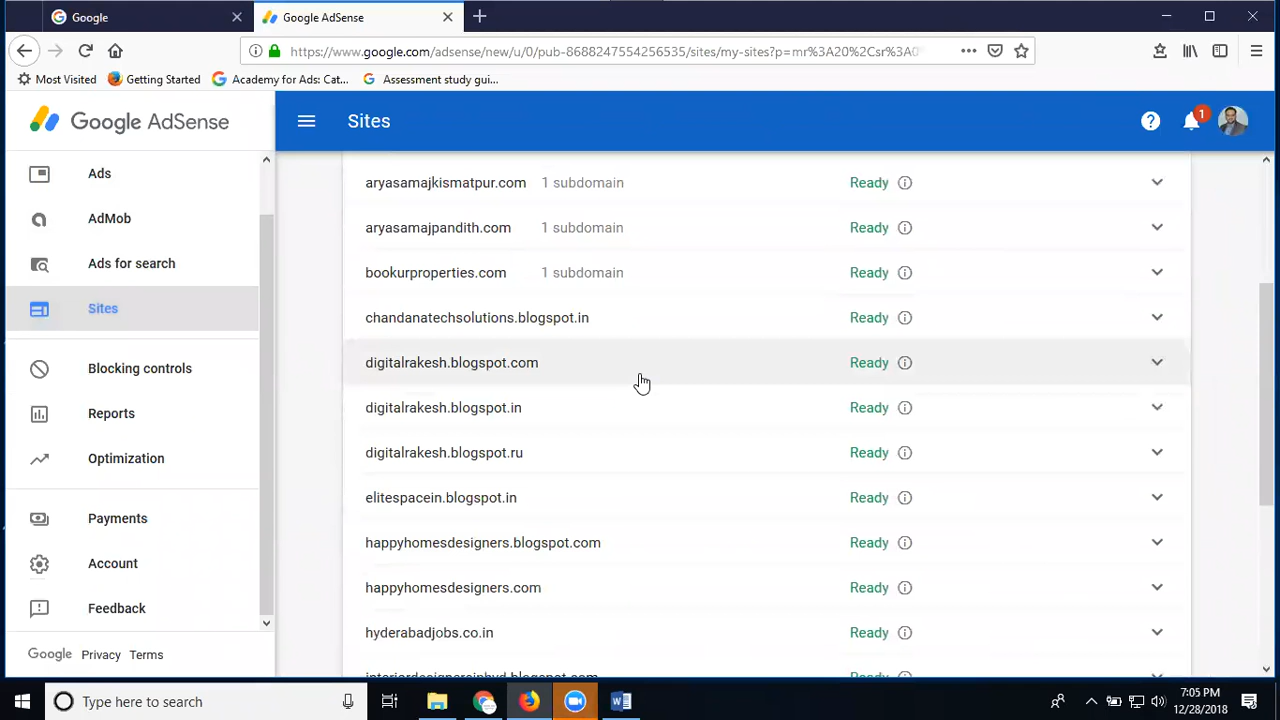 Google
Google AdSense
https://www.google.com/adsense/new/u/0/pub-8688247554256535/sites/my-sites?p=mr%3A20%2Csr%3A0
Most Visited
Getting Started
Academy for Ads: Cat...
Assessment study gui...
Google AdSense
Sites
1
Ads
AdMob
Ads for search
Sites
Blocking controls
Reports
Optimization
Payments
Account
Feedback
Google Privacy Terms
aryasamajkismatpur.com 1 subdomain Ready
aryasamajpandith.com 1 subdomain Ready
bookurproperties.com 1 subdomain Ready
chandanatechsolutions.blogspot.in Ready
digitalrakesh.blogspot.com Ready
digitalrakesh.blogspot.in Ready
digitalrakesh.blogspot.ru Ready
elitespacein.blogspot.in Ready
happyhomesdesigners.blogspot.com Ready
happyhomesdesigners.com Ready
hyderabadjobs.co.in Ready
Type here to search
7:05 PM
12/28/2018